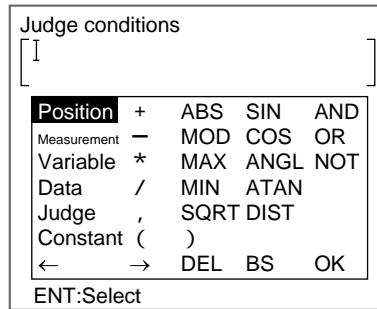 Judge conditions
[ ]
Position + ABS SIN AND
Measurement − MOD COS OR
Variable * MAX ANGL NOT
Data / MIN ATAN
Judge , SQRT DIST
Constant ( )
← → DEL BS OK
ENT:Select